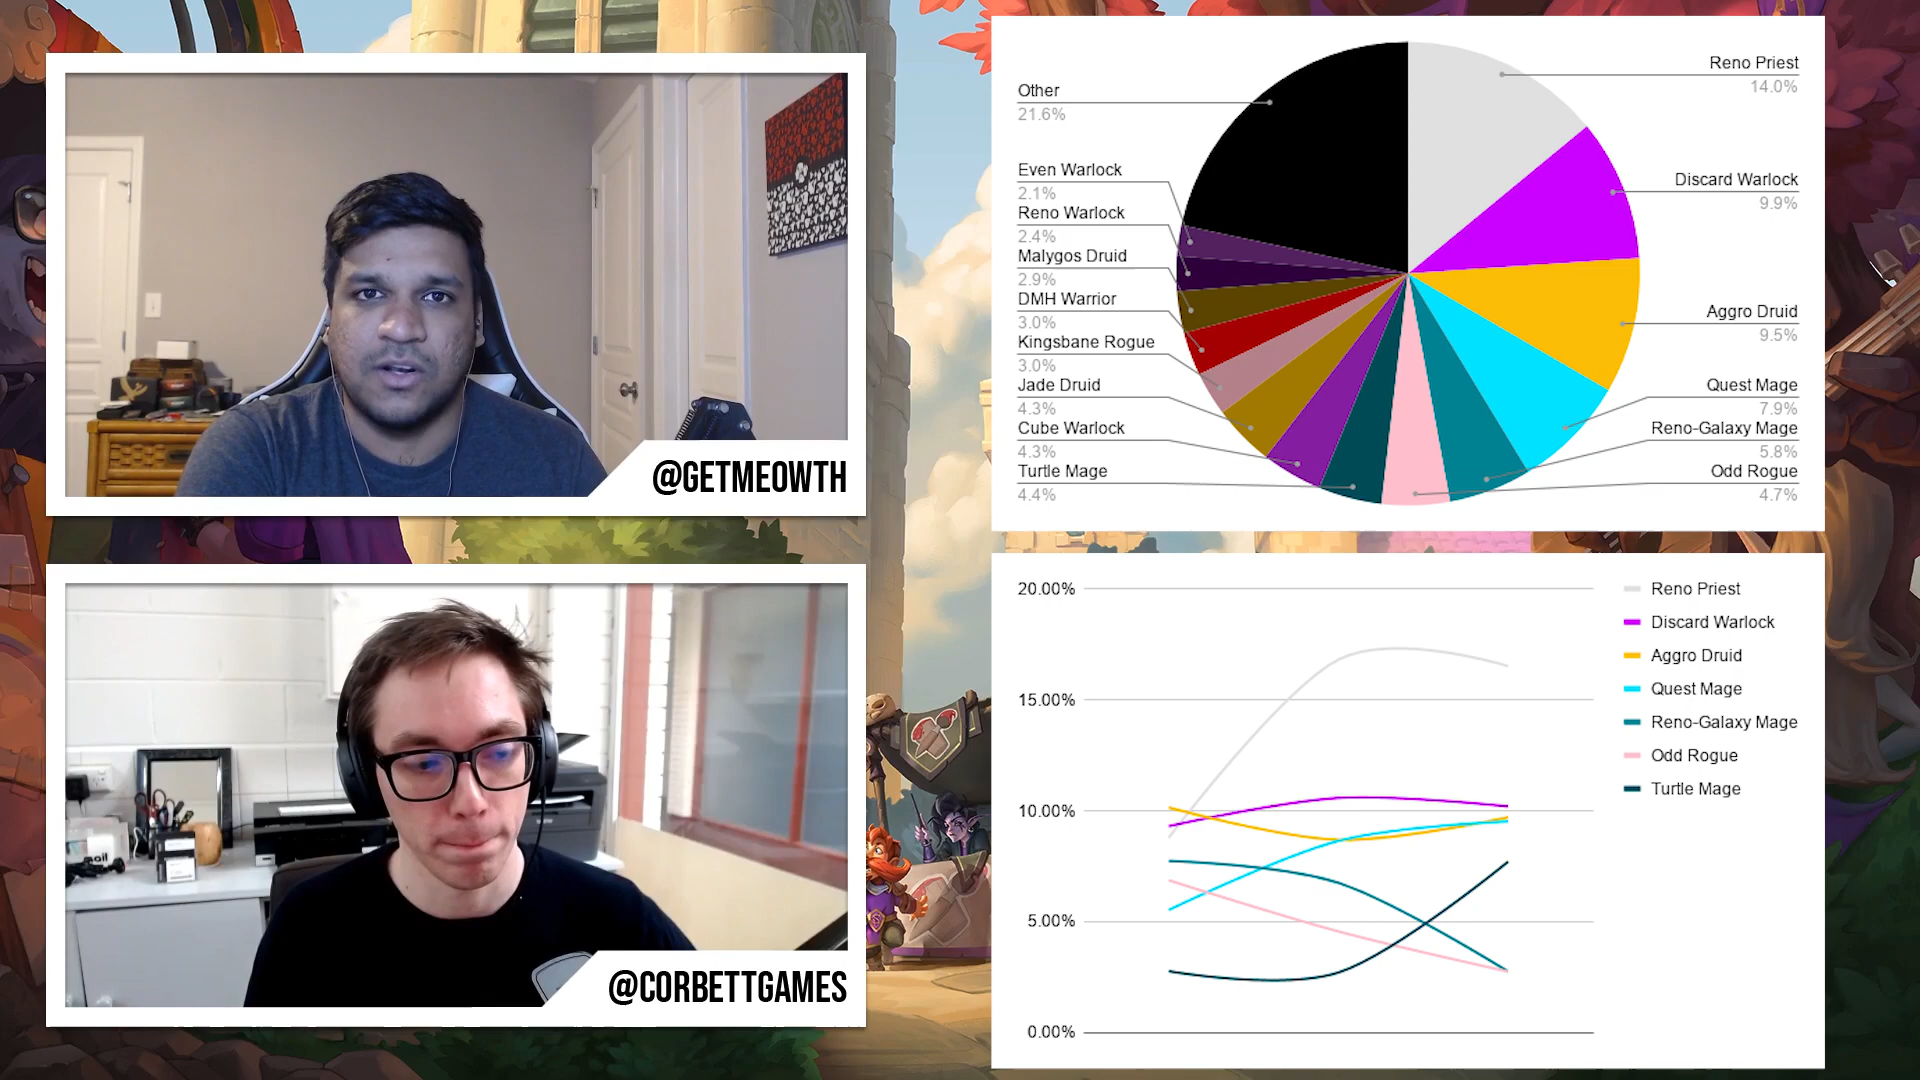 @GETMEOWTH
@CORBETTGAMES
Other
21.6%
Even Warlock
2.1%
Reno Warlock
2.4%
Malygos Druid
2.9%
DMH Warrior
3.0%
Kingsbane Rogue
3.0%
Jade Druid
4.3%
Cube Warlock
4.3%
Turtle Mage
4.4%
Reno Priest
14.0%
Discard Warlock
9.9%
Aggro Druid
9.5%
Quest Mage
7.9%
Reno-Galaxy Mage
5.8%
Odd Rogue
4.7%
20.00%
15.00%
10.00%
5.00%
0.00%
Reno Priest
Discard Warlock
Aggro Druid
Quest Mage
Reno-Galaxy Mage
Odd Rogue
Turtle Mage